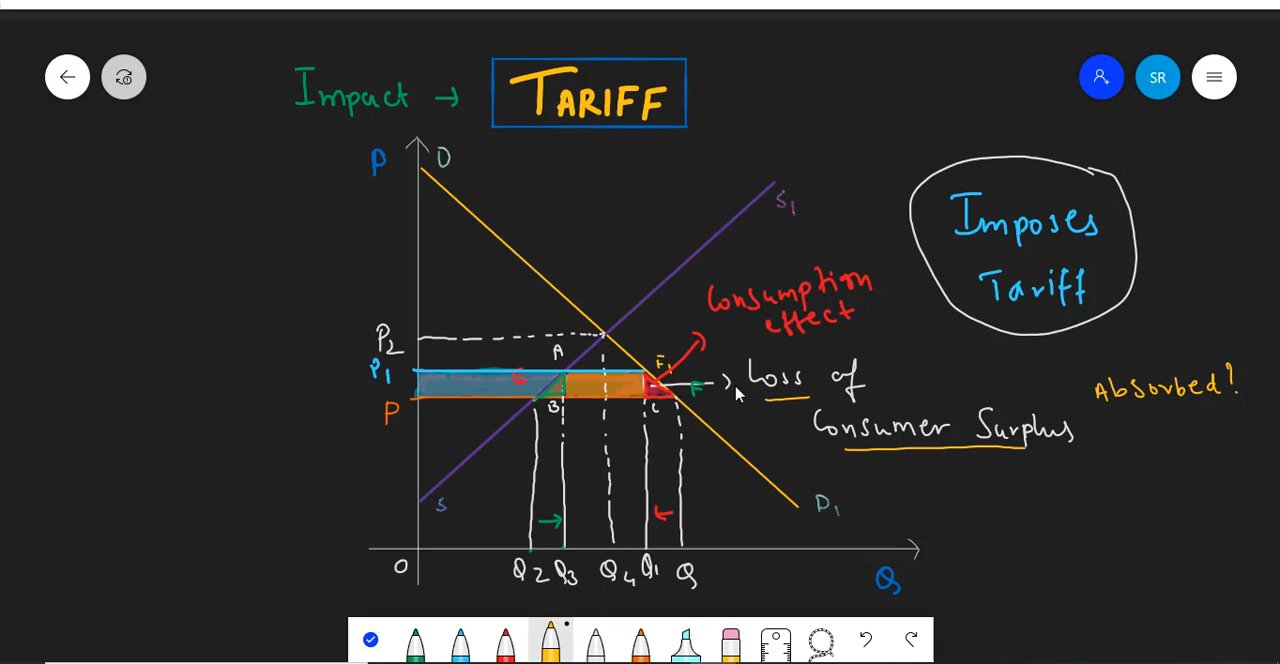 Impact → TARIFF
SR
P
D
S1
Imposes
Tariff
Consumption
effect
P2
P1
P
A
F1
F
B
C
Loss of
Consumer Surplus
Absorbed?
S
D1
O
Q2 Q3 Q4 Q1 Q
Q